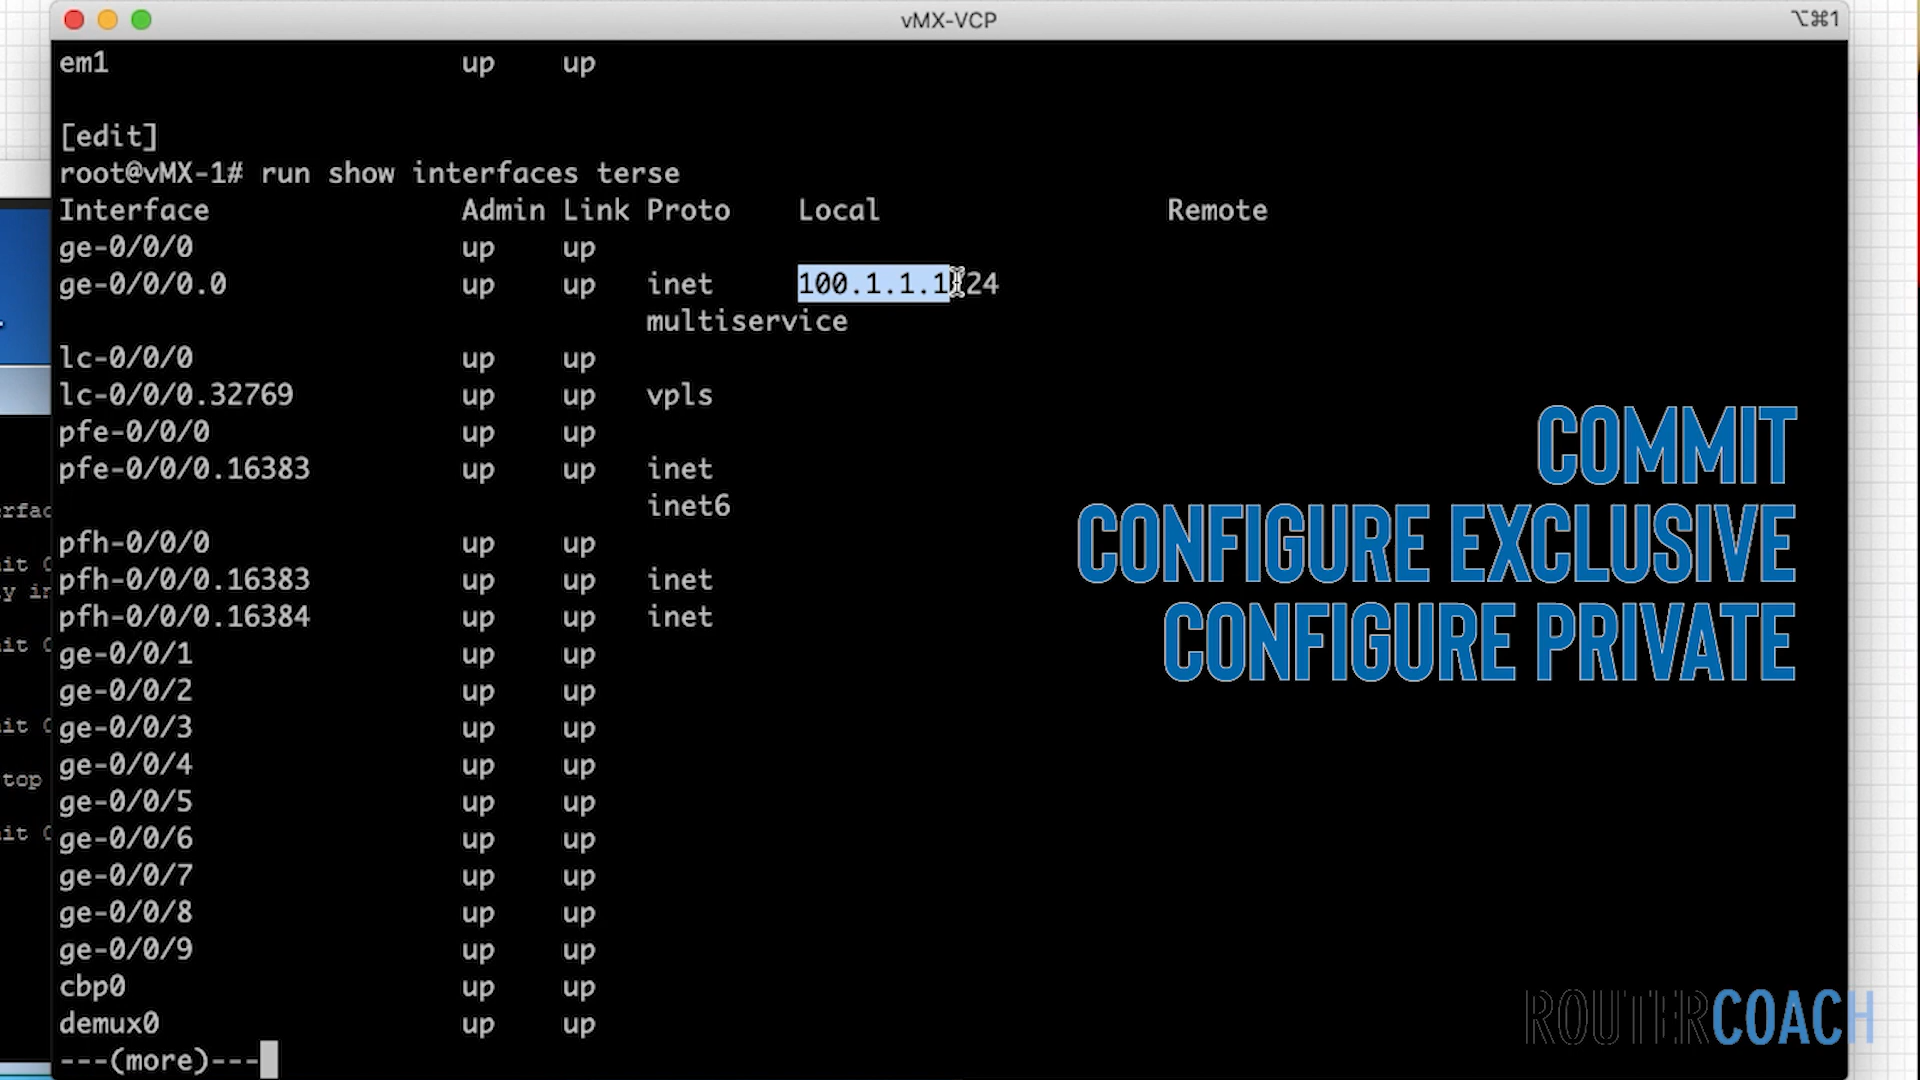 vMX-VCP
⌥⌘1
em1 up up
[edit]
root@vMX-1# run show interfaces terse
Interface Admin Link Proto Local Remote
ge-0/0/0 up up
ge-0/0/0.0 up up inet 100.1.1.1/24
multiservice
lc-0/0/0 up up
lc-0/0/0.32769 up up vpls
pfe-0/0/0 up up
pfe-0/0/0.16383 up up inet
inet6
pfh-0/0/0 up up
pfh-0/0/0.16383 up up inet
pfh-0/0/0.16384 up up inet
ge-0/0/1 up up
ge-0/0/2 up up
ge-0/0/3 up up
ge-0/0/4 up up
ge-0/0/5 up up
ge-0/0/6 up up
ge-0/0/7 up up
ge-0/0/8 up up
ge-0/0/9 up up
cbp0 up up
demux0 up up
---(more)---
COMMIT
CONFIGURE EXCLUSIVE
CONFIGURE PRIVATE
ROUTERCOACH
top